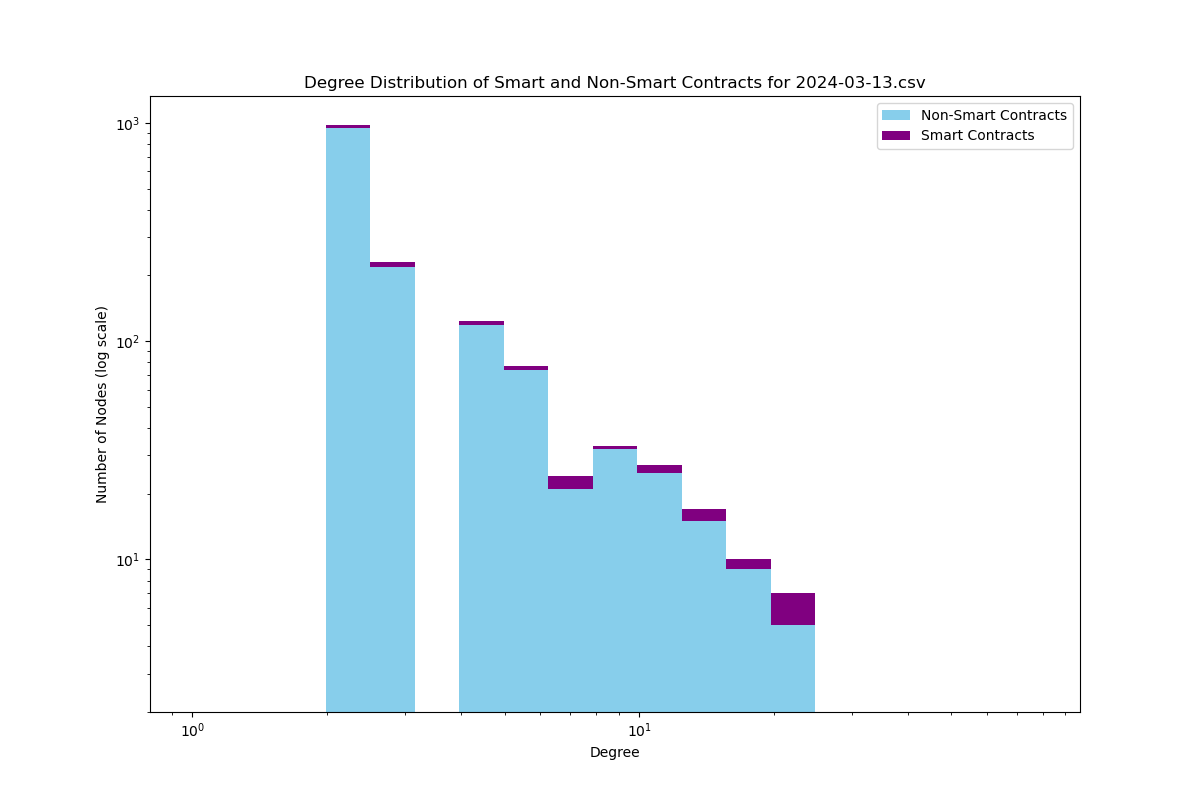 Degree Distribution of Smart and Non-Smart Contracts for 2024-03-13.csv
Non-Smart Contracts
Smart Contracts
Number of Nodes (log scale)
10³
10²
10¹
10⁰
10¹
Degree